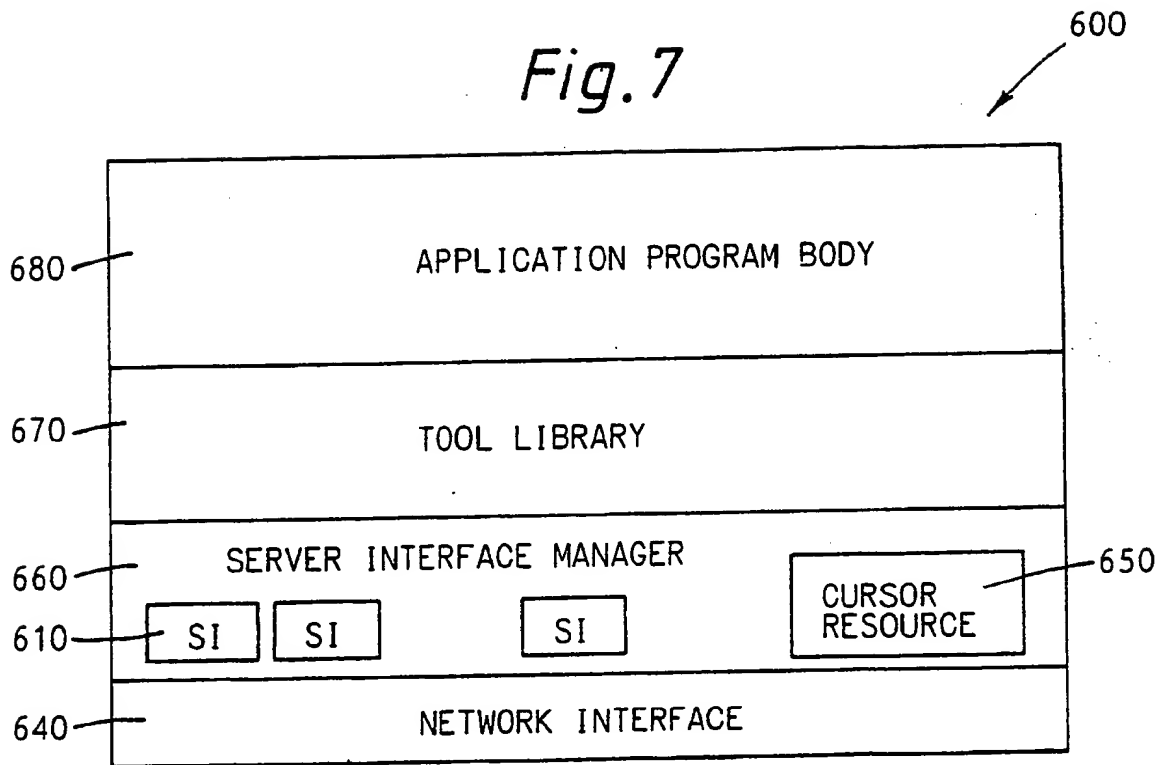 Fig. 7
600
680
APPLICATION PROGRAM BODY
670
TOOL LIBRARY
660
SERVER INTERFACE MANAGER
650
CURSOR
RESOURCE
610
SI
SI
SI
640
NETWORK INTERFACE